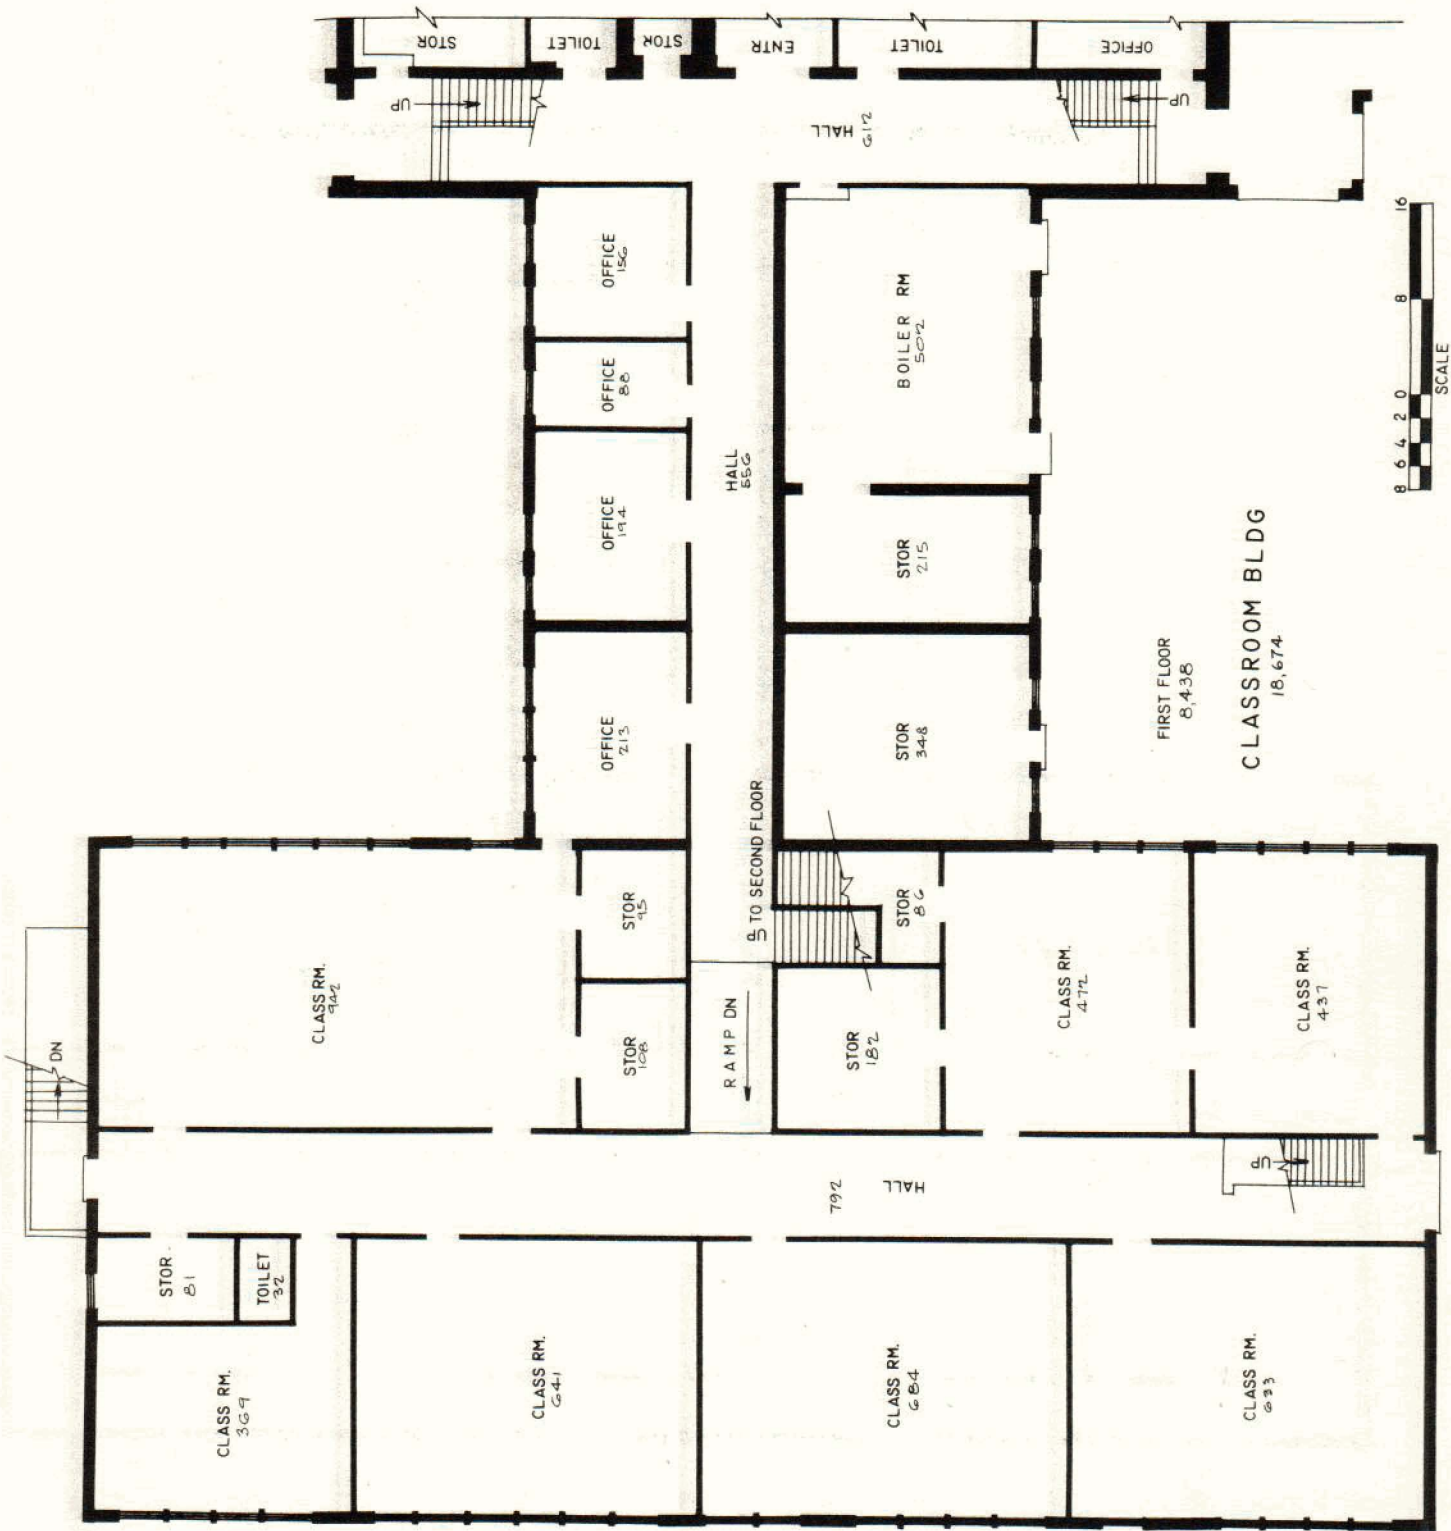 STOR
TOILET
STOR
ENTR
TOILET
OFFICE
UP
UP
HALL
612
OFFICE
156
OFFICE
88
OFFICE
194
OFFICE
213
HALL
556
BOILER RM
502
STOR
215
STOR
348
16
8
0
2
4
6
8
SCALE
FIRST FLOOR
8,438
CLASSROOM BLDG
18,674
UP TO SECOND FLOOR
DN
CLASS RM.
942
STOR
95
STOR
108
RAMP DN
STOR
86
STOR
182
CLASS RM.
472
CLASS RM.
437
UP
HALL
792
STOR.
81
TOILET
32
CLASS RM.
369
CLASS RM.
641
CLASS RM.
684
CLASS RM.
633